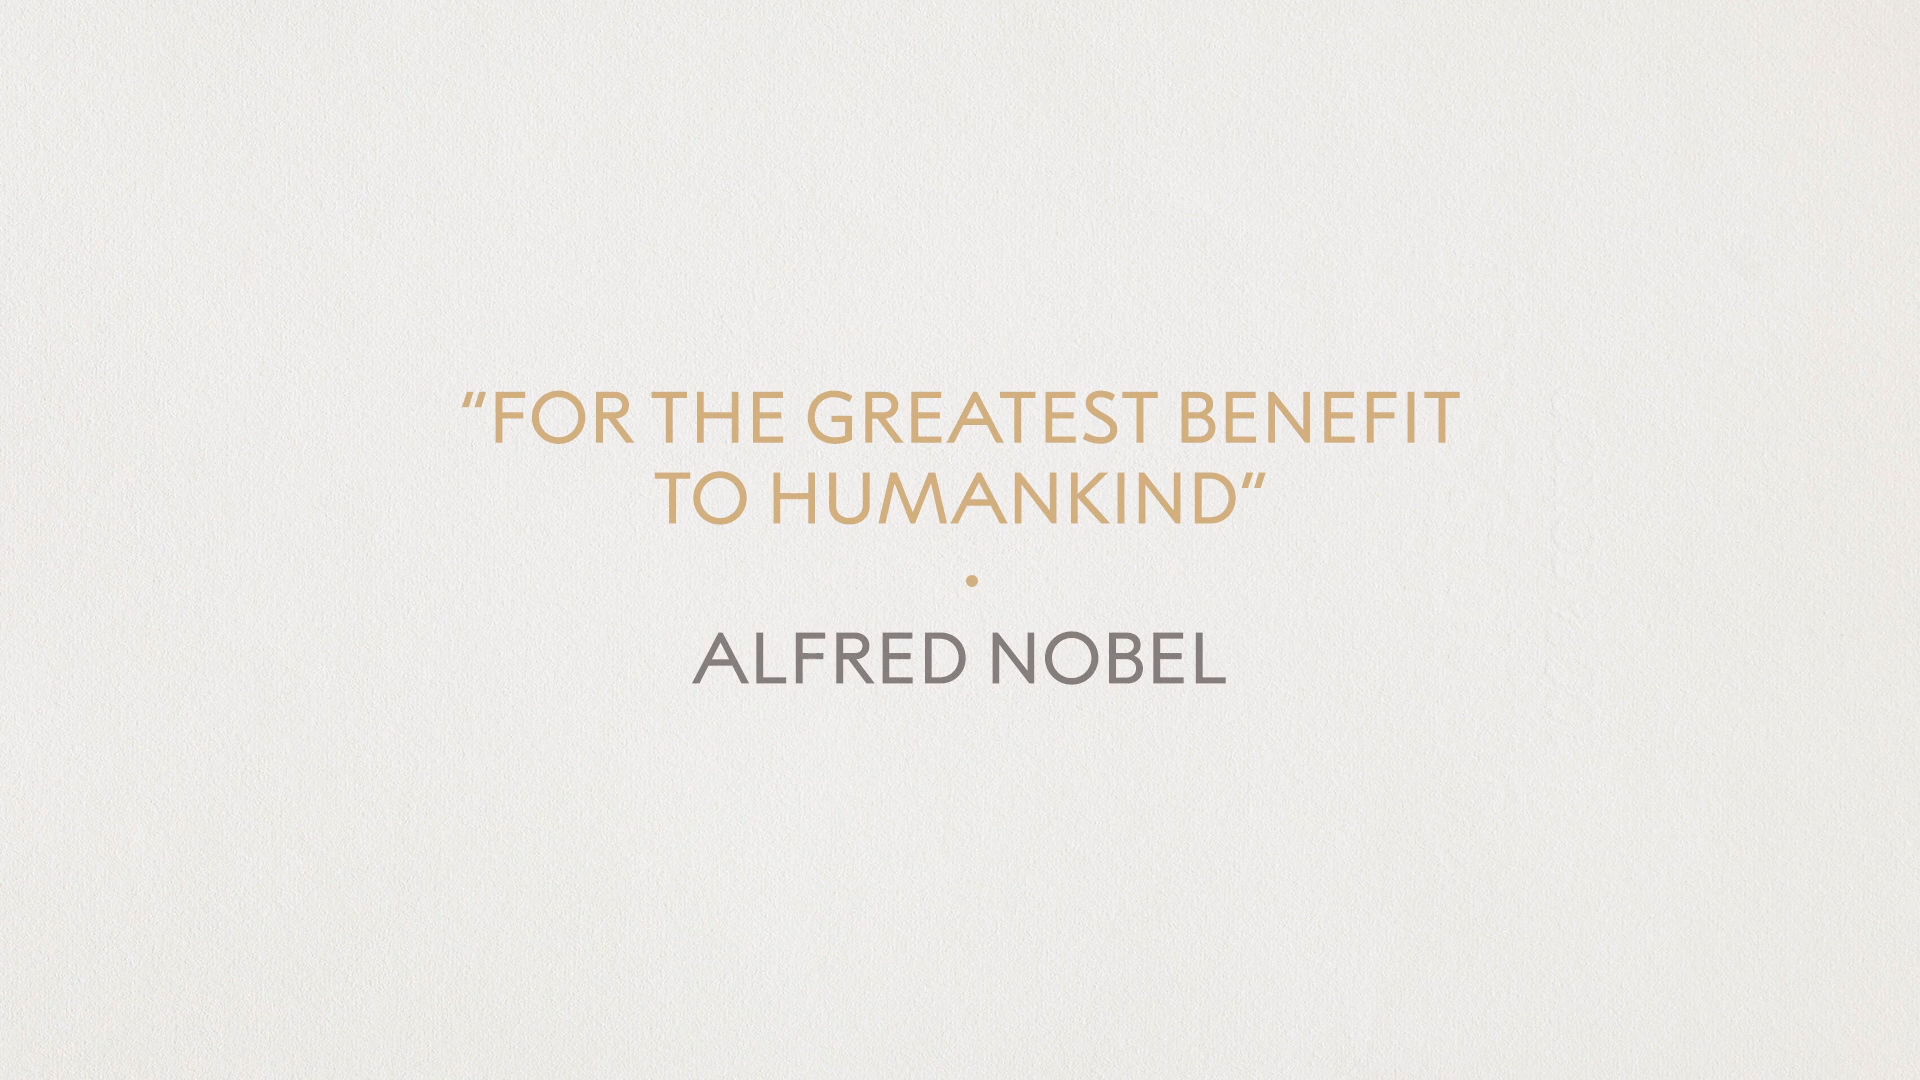 “FOR THE GREATEST BENEFIT
TO HUMANKIND”
•
ALFRED NOBEL